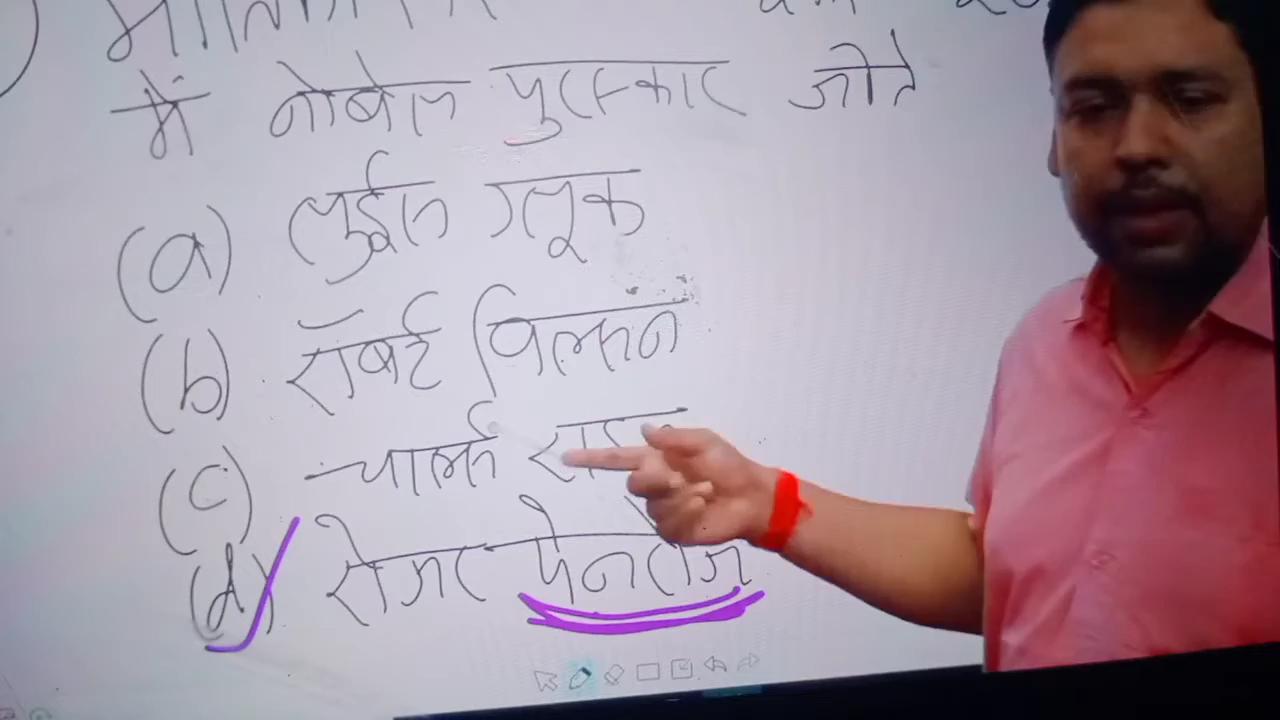 में नोबेल पुरस्कार जीते
(a) लुईस ग्लूक
(b) रॉबर्ट विल्सन
(c) चार्ल्स
(d) रोजर पेनरोज